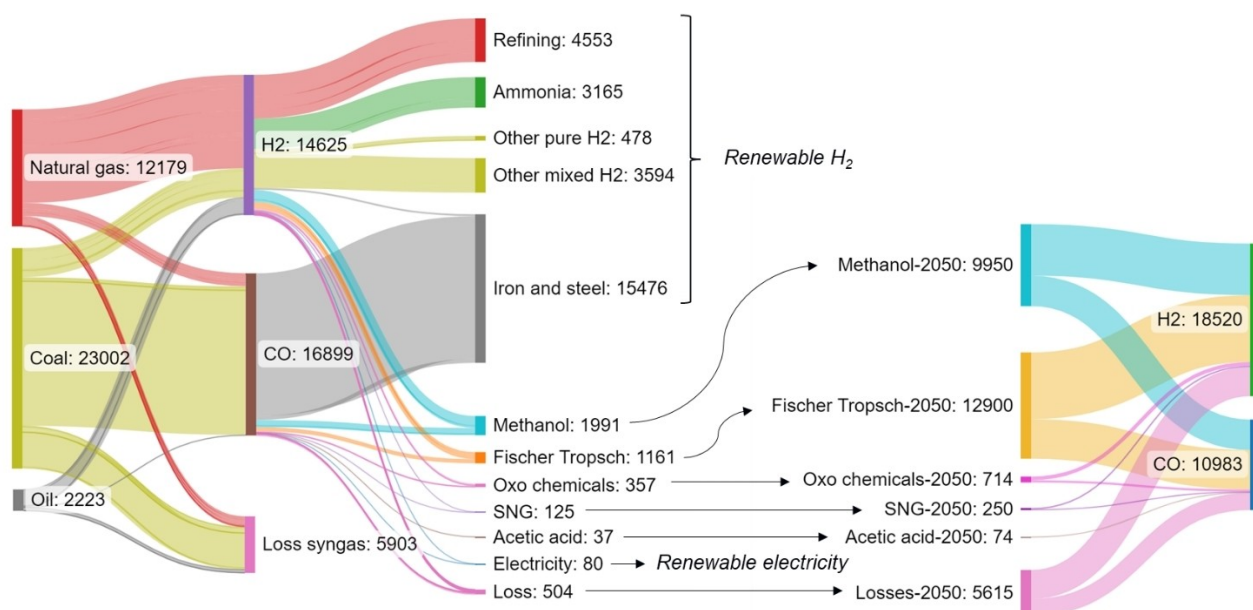 Natural gas: 12179
Coal: 23002
Oil: 2223
H2: 14625
CO: 16899
Loss syngas: 5903
Refining: 4553
Ammonia: 3165
Other pure H2: 478
Other mixed H2: 3594
Iron and steel: 15476
Methanol: 1991
Fischer Tropsch: 1161
Oxo chemicals: 357
SNG: 125
Acetic acid: 37
Electricity: 80
Loss: 504
Renewable H₂
Renewable electricity
Methanol-2050: 9950
Fischer Tropsch-2050: 12900
Oxo chemicals-2050: 714
SNG-2050: 250
Acetic acid-2050: 74
Losses-2050: 5615
H2: 18520
CO: 10983